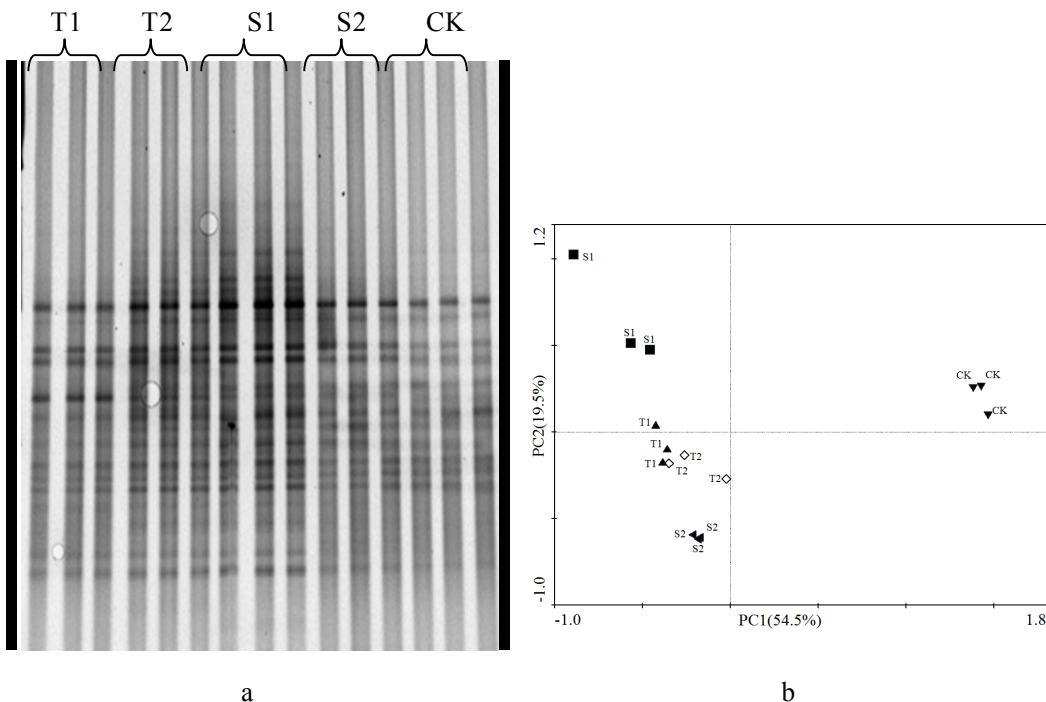 T1 T2 S1 S2 CK
1.2
S1
S1 S1
CK CK
CK
T1
T1
T1 T2 T2
T2
S2 S2
S2
PC2(19.5%)
-1.0
-1.0 PC1(54.5%) 1.8
a b